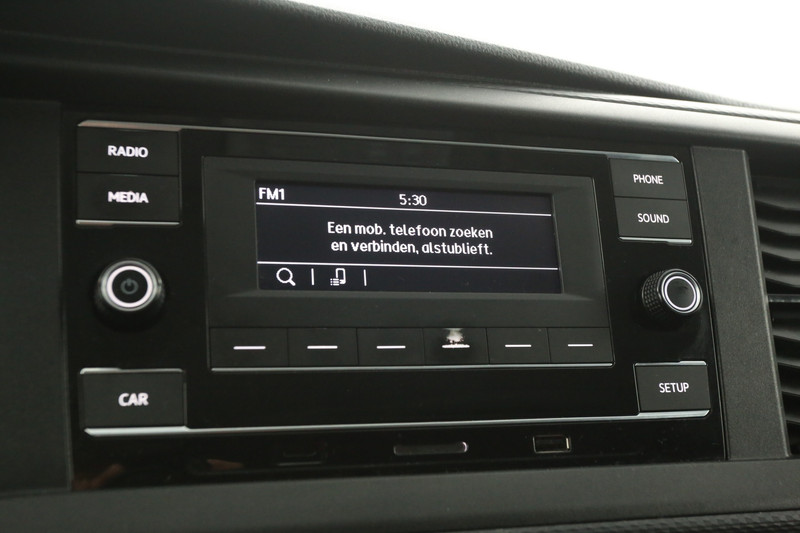 RADIO
MEDIA
FM1 5:30
Een mob. telefoon zoeken
en verbinden, alstublieft.
PHONE
SOUND
CAR
SETUP